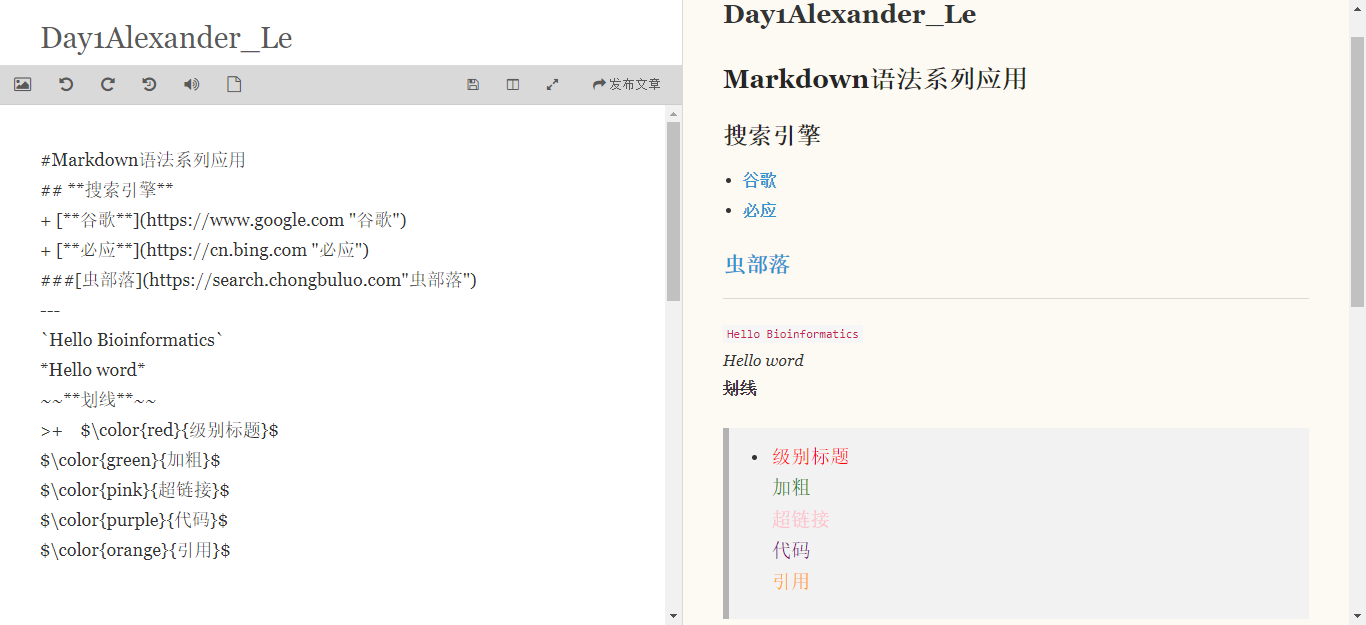 Day1Alexander_Le
发布文章
#Markdown语法系列应用
## **搜索引擎**
+ [**谷歌**](https://www.google.com "谷歌")
+ [**必应**](https://cn.bing.com "必应")
###[虫部落](https://search.chongbuluo.com"虫部落")
---
`Hello Bioinformatics`
*Hello word*
~~**划线**~~
>+ $\color{red}{级别标题}$
$\color{green}{加粗}$
$\color{pink}{超链接}$
$\color{purple}{代码}$
$\color{orange}{引用}$
Day1Alexander_Le
Markdown语法系列应用
搜索引擎
• 谷歌
• 必应
虫部落
Hello Bioinformatics
Hello word
划线
• 级别标题
加粗
超链接
代码
引用